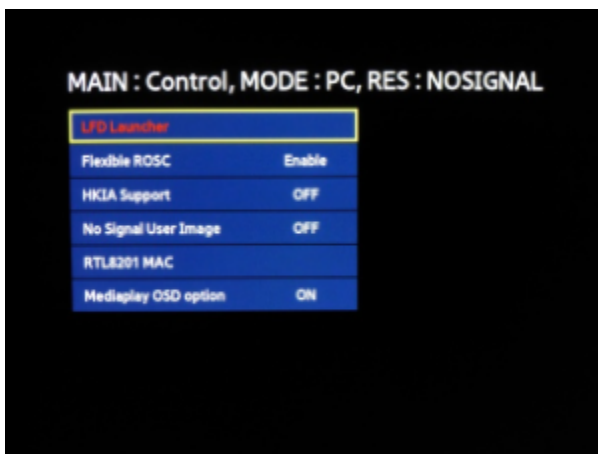 MAIN : Control, MODE : PC, RES : NOSIGNAL
LFD Launcher
Flexible ROSC Enable
HKIA Support OFF
No Signal User Image OFF
RTL8201 MAC
Mediaplay OSD option ON